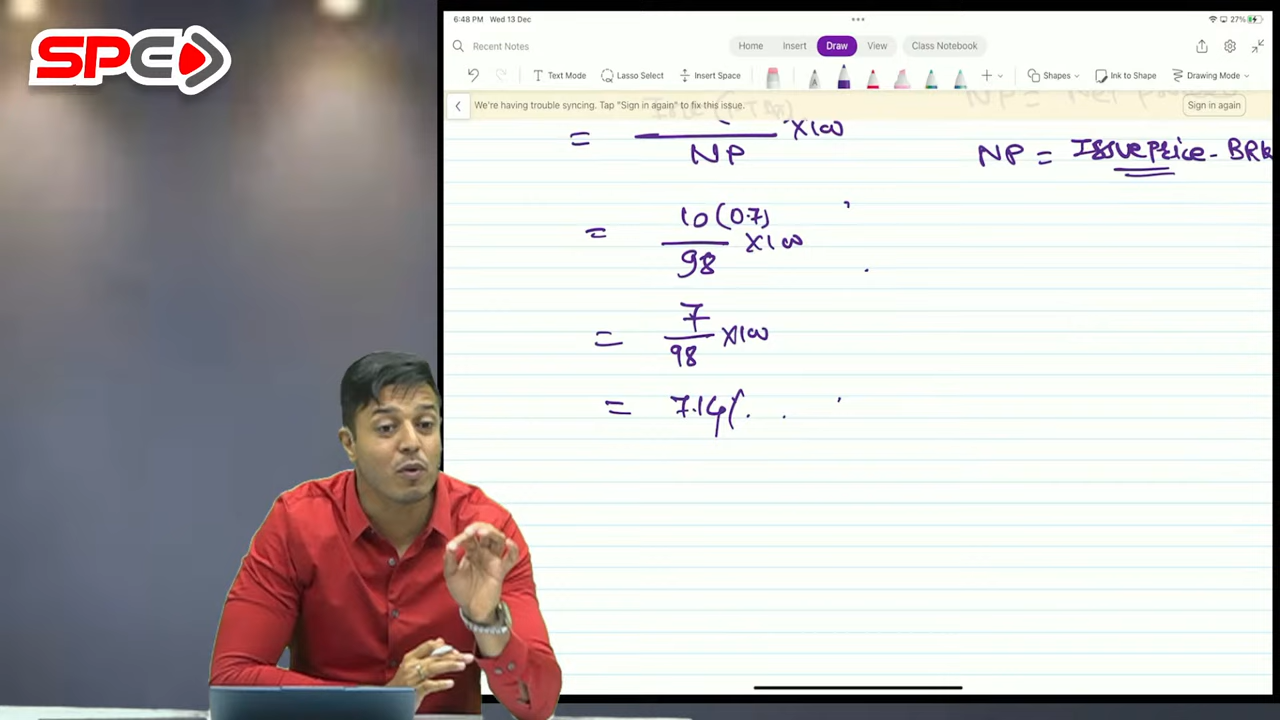 SPED
6:48 PM Wed 13 Dec
27%
Recent Notes
Home Insert Draw View Class Notebook
Text Mode Lasso Select Insert Space Shapes Ink to Shape Drawing Mode
We're having trouble syncing. Tap "Sign in again" to fix this issue.
Sign in again
= x100
NP
NP = Issue Price - BRK
= 10(0.7)
98 x100
= 7
98 x100
= 7.14%.